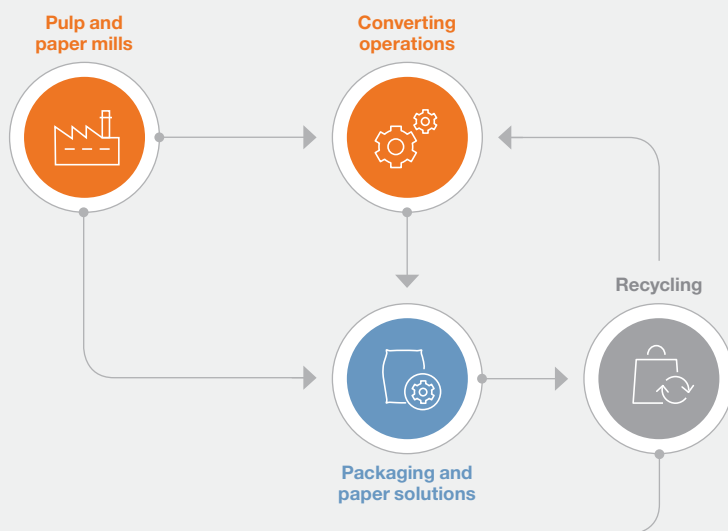 Pulp and
paper mills
Converting
operations
Recycling
Packaging and
paper solutions